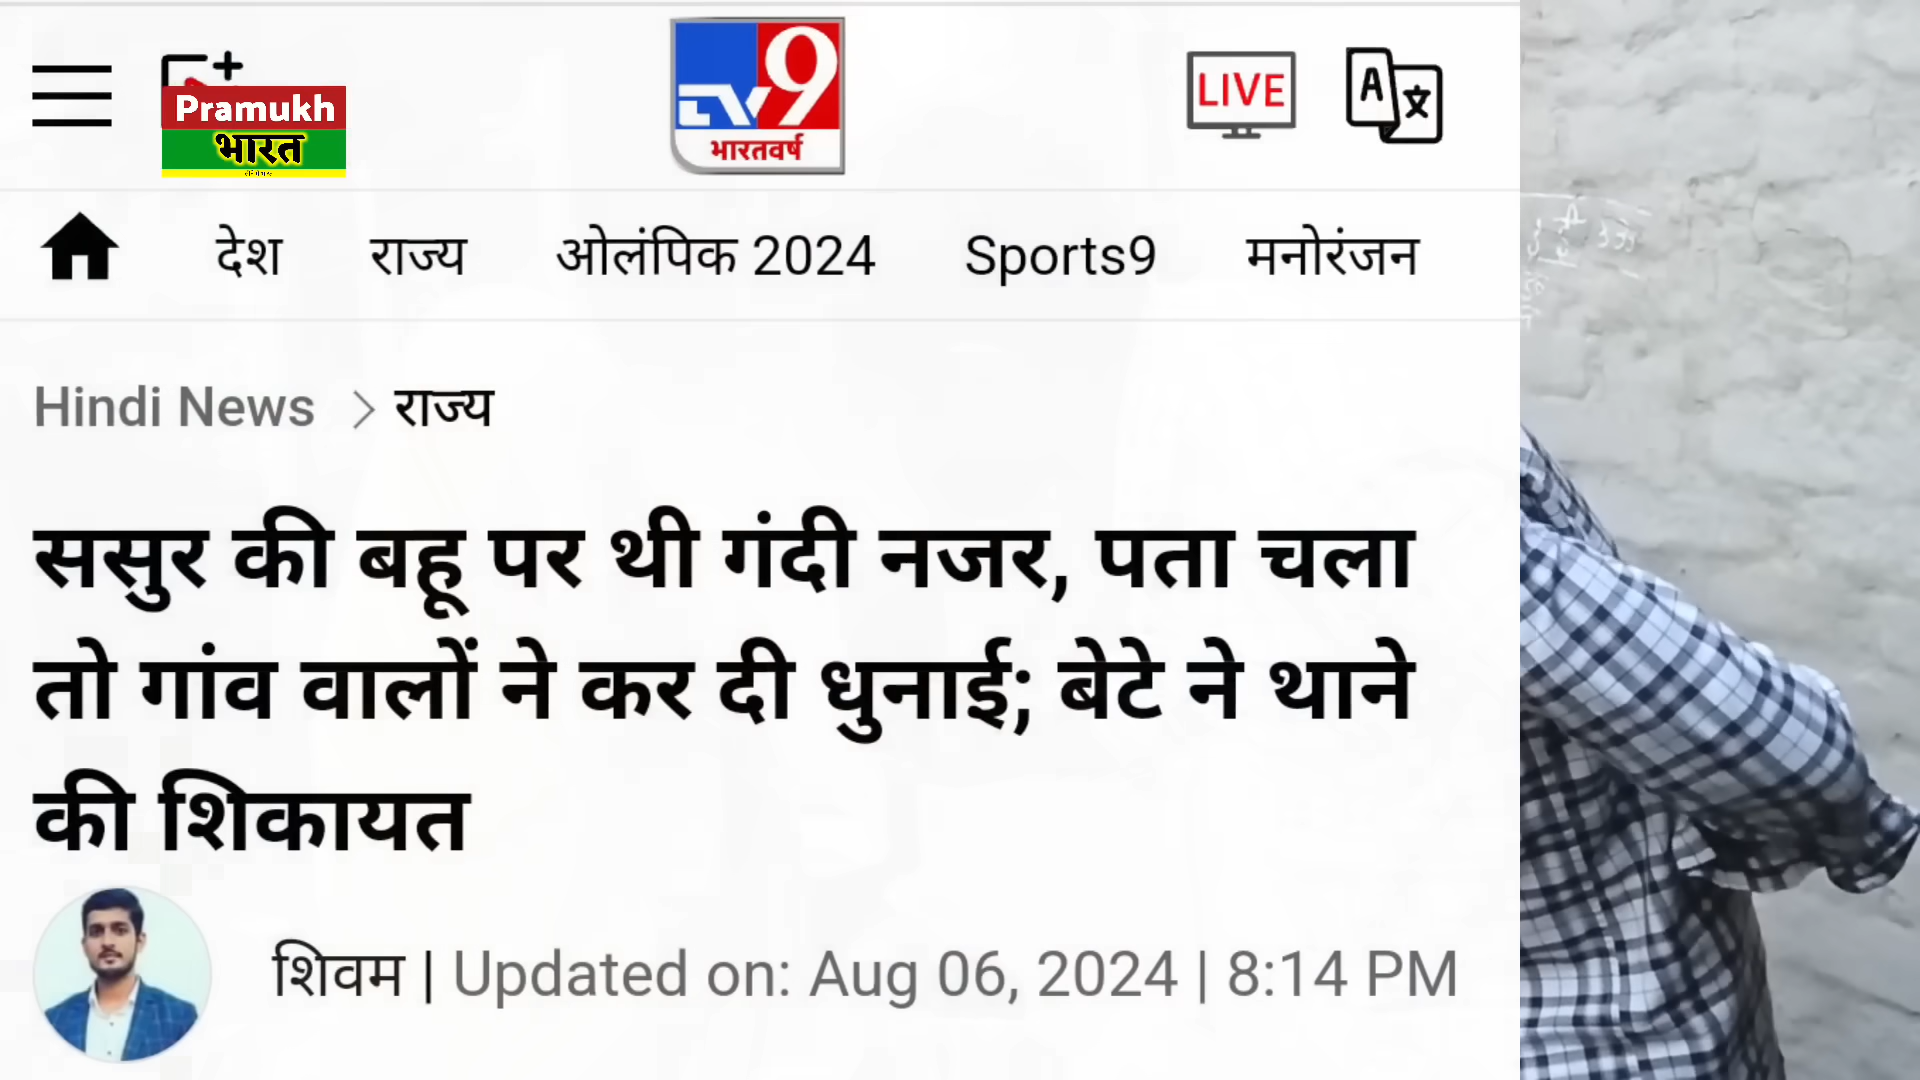 Pramukh
भारत
TV9
भारतवर्ष
LIVE
A 文
देश राज्य ओलंपिक 2024 Sports9 मनोरंजन
Hindi News > राज्य
ससुर की बहू पर थी गंदी नजर, पता चला
तो गांव वालों ने कर दी धुनाई; बेटे ने थाने
की शिकायत
शिवम | Updated on: Aug 06, 2024 | 8:14 PM